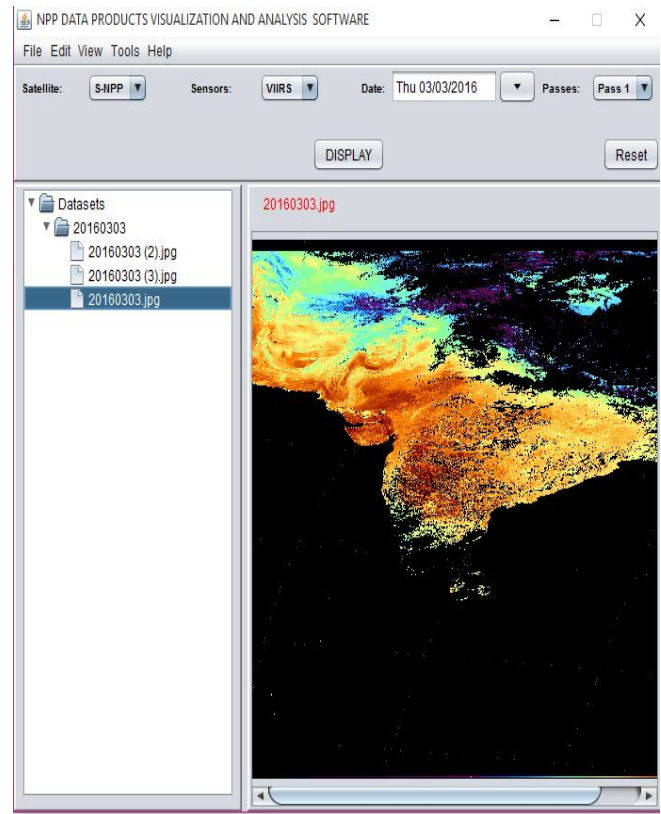 NPP DATA PRODUCTS VISUALIZATION AND ANALYSIS SOFTWARE
File Edit View Tools Help
Satellite: S-NPP Sensors: VIIRS Date: Thu 03/03/2016 Passes: Pass 1
DISPLAY Reset
Datasets
20160303
20160303 (2).jpg
20160303 (3).jpg
20160303.jpg
20160303.jpg